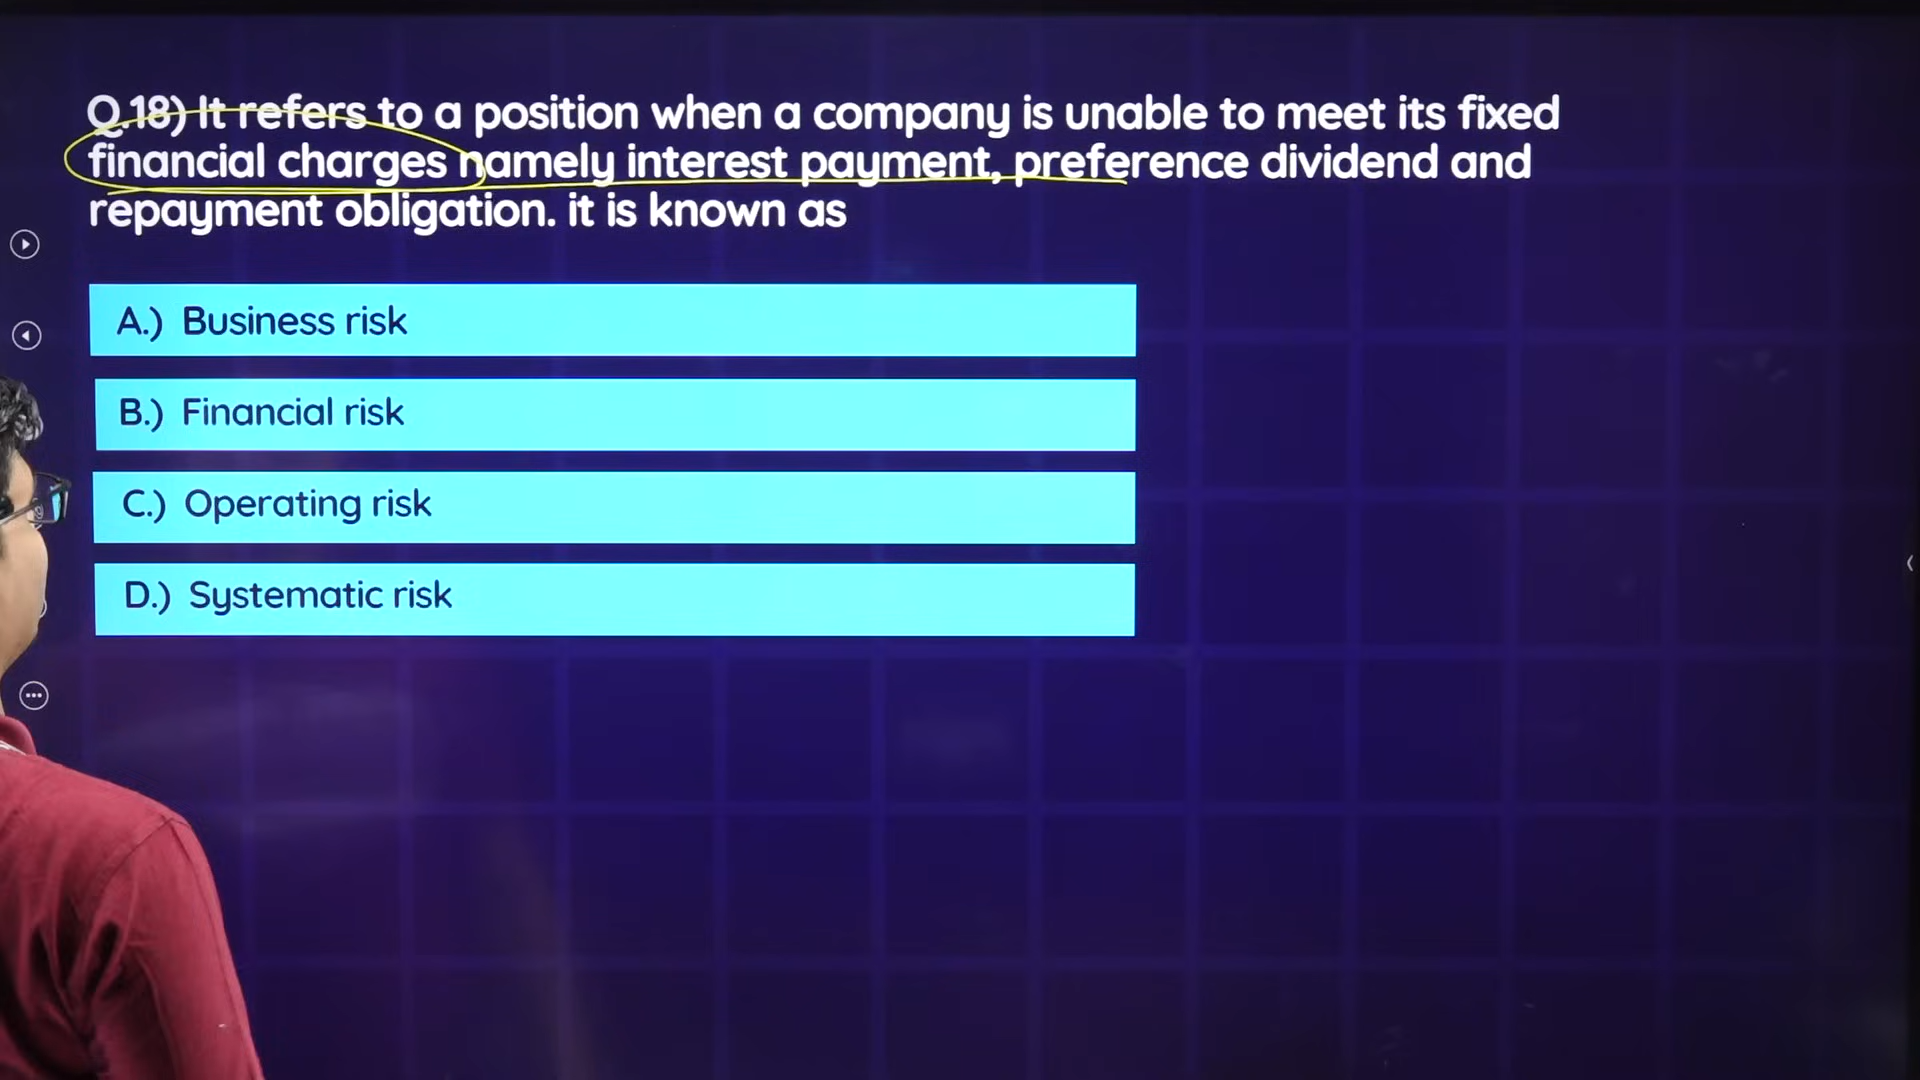 Q.18) It refers to a position when a company is unable to meet its fixed
financial charges namely interest payment, preference dividend and
repayment obligation. it is known as
A.) Business risk
B.) Financial risk
C.) Operating risk
D.) Systematic risk